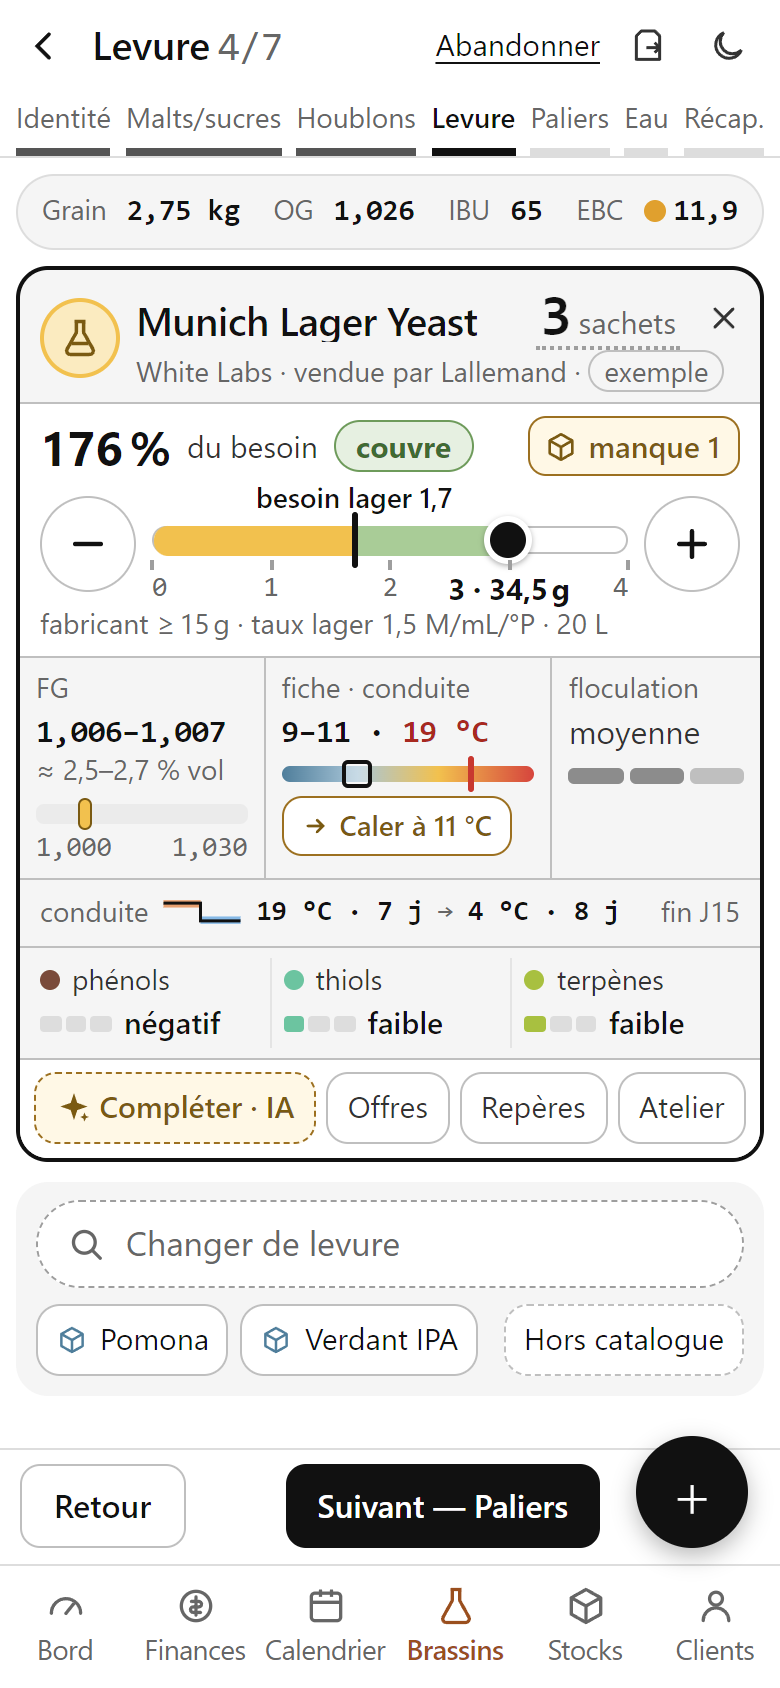 Levure 4/7 Abandonner
Identité Malts/sucres Houblons Levure Paliers Eau Récap.
Grain 2,75 kg OG 1,026 IBU 65 EBC 11,9
Munich Lager Yeast 3 sachets
White Labs · vendue par Lallemand · exemple
176 % du besoin couvre manque 1
besoin lager 1,7
0 1 2 3 · 34,5 g 4
fabricant ≥ 15 g · taux lager 1,5 M/mL/°P · 20 L
FG fiche · conduite floculation
1,006–1,007 9–11 · 19 °C moyenne
≈ 2,5–2,7 % vol
→ Caler à 11 °C
1,000 1,030
conduite 19 °C · 7 j → 4 °C · 8 j fin J15
phénols thiols terpènes
négatif faible faible
Compléter · IA Offres Repères Atelier
Changer de levure
Pomona Verdant IPA Hors catalogue
Retour Suivant — Paliers +
Bord Finances Calendrier Brassins Stocks Clients